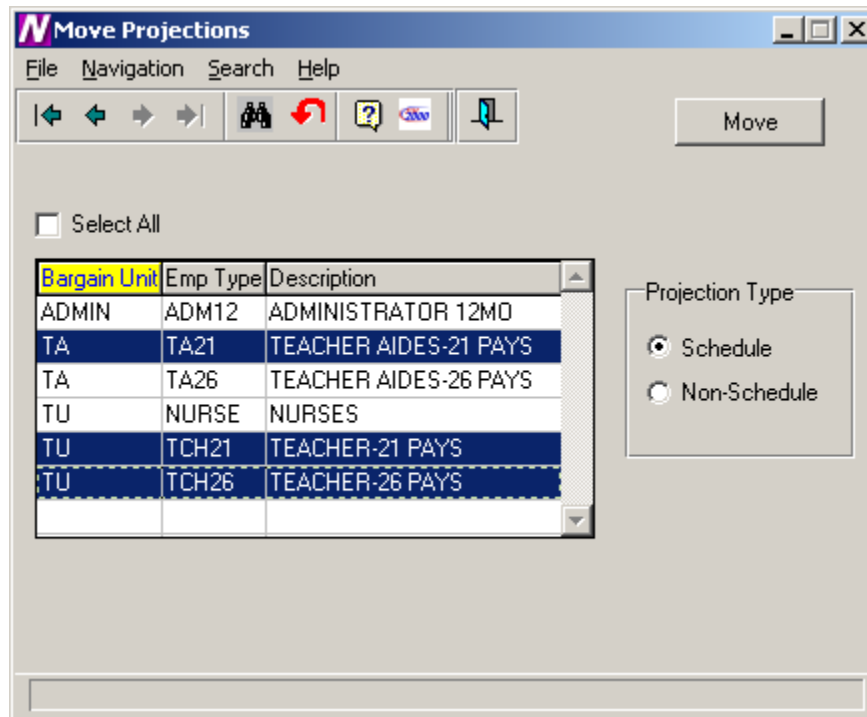 Move Projections
File Navigation Search Help
Move
Select All
Bargain Unit Emp Type Description
ADMIN ADM12 ADMINISTRATOR 12MO
TA TA21 TEACHER AIDES-21 PAYS
TA TA26 TEACHER AIDES-26 PAYS
TU NURSE NURSES
TU TCH21 TEACHER-21 PAYS
TU TCH26 TEACHER-26 PAYS
Projection Type
Schedule
Non-Schedule